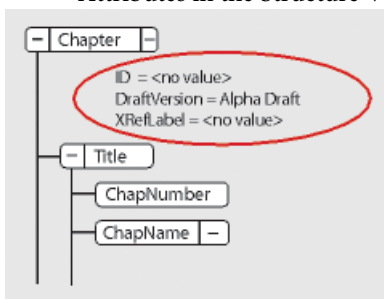 Attributes in the Structure V
Chapter
ID = <no value>
DraftVersion = Alpha Draft
XRefLabel = <no value>
Title
ChapNumber
ChapName